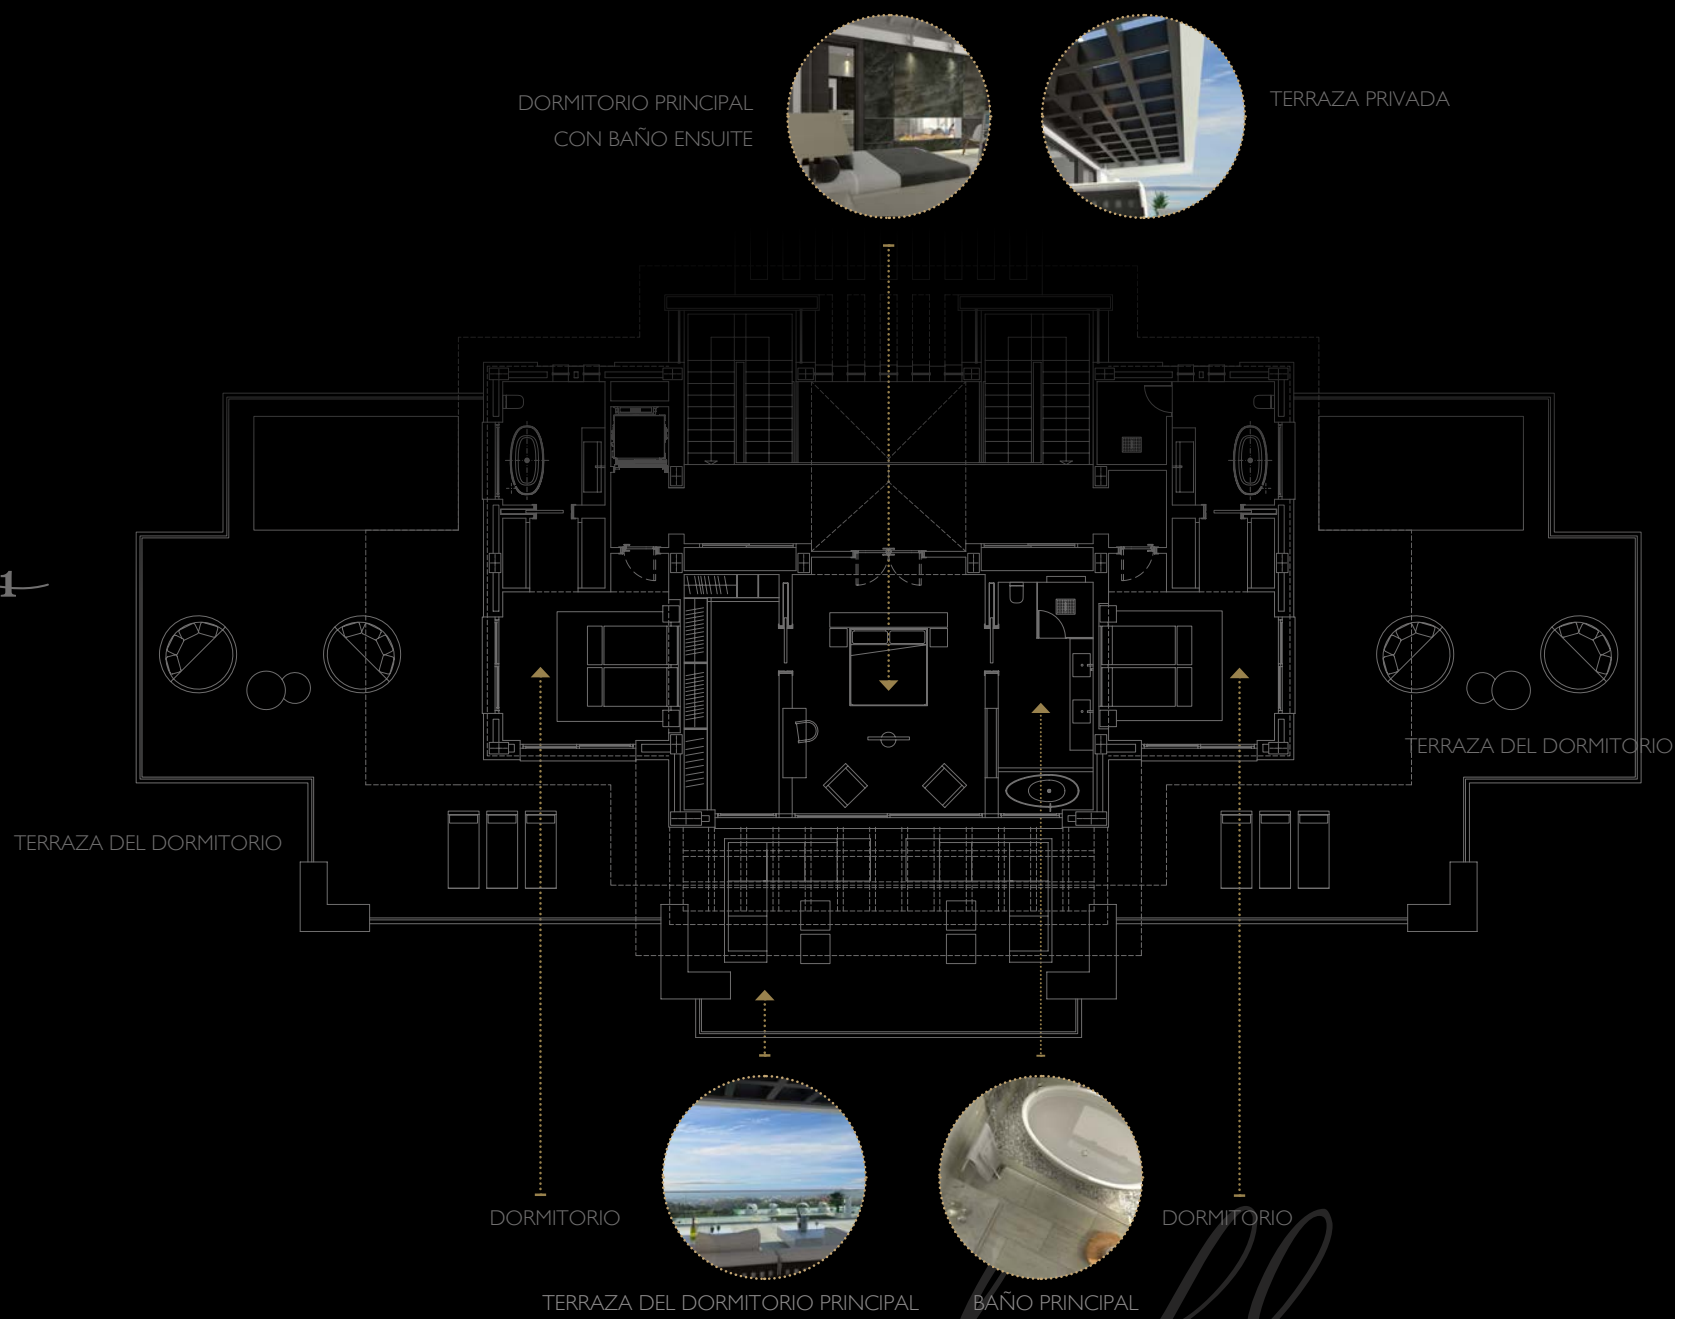 DORMITORIO PRINCIPAL
CON BAÑO ENSUITE
TERRAZA PRIVADA
1
TERRAZA DEL DORMITORIO
TERRAZA DEL DORMITORIO
DORMITORIO
DORMITORIO
TERRAZA DEL DORMITORIO PRINCIPAL
BAÑO PRINCIPAL